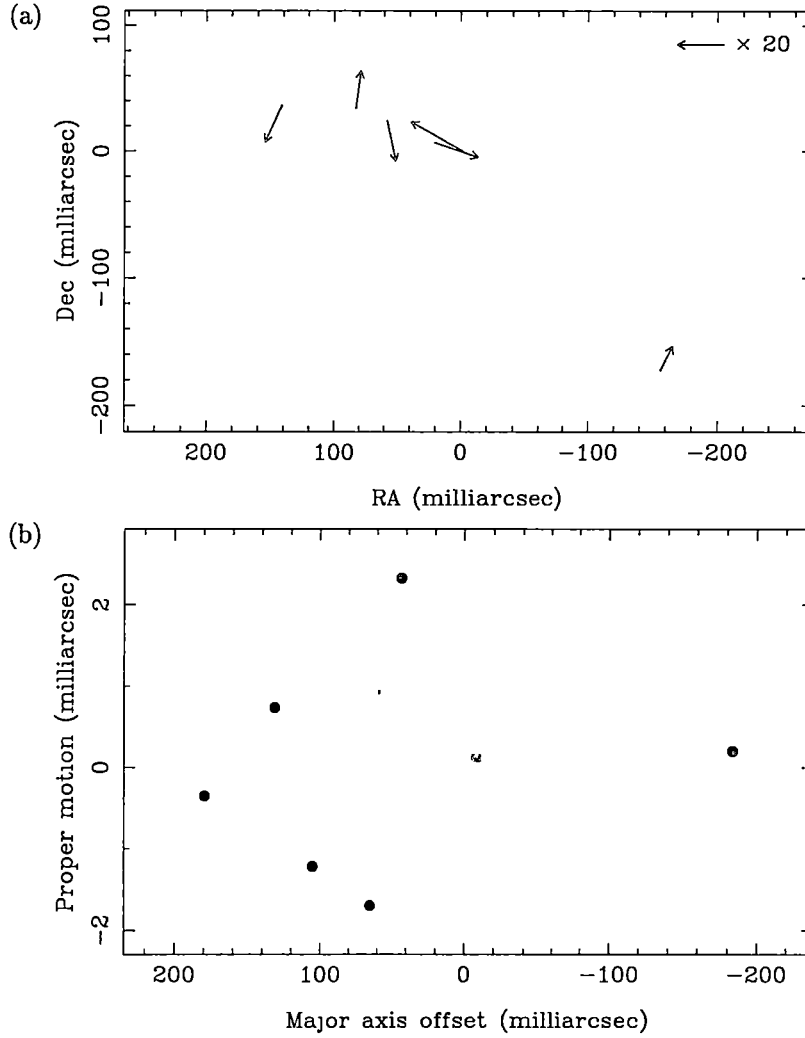 (a)
100
0
-100
-200
Dec (milliarcsec)
× 20
200 100 0 -100 -200
RA (milliarcsec)
(b)
2
0
-2
Proper motion (milliarcsec)
200 100 0 -100 -200
Major axis offset (milliarcsec)